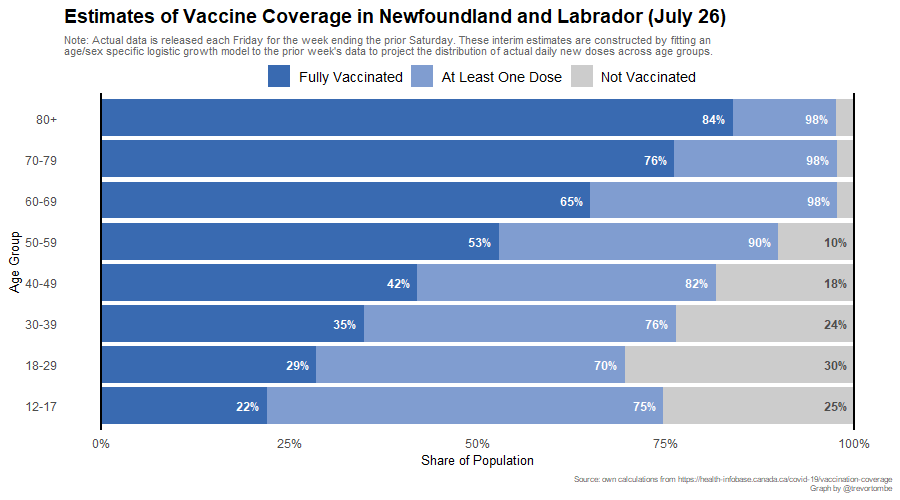 Estimates of Vaccine Coverage in Newfoundland and Labrador (July 26)
Note: Actual data is released each Friday for the week ending the prior Saturday. These interim estimates are constructed by fitting an
age/sex specific logistic growth model to the prior week's data to project the distribution of actual daily new doses across age groups.
Fully Vaccinated At Least One Dose Not Vaccinated
80+ 84% 98%
70-79 76% 98%
60-69 65% 98%
50-59 53% 90% 10%
Age Group
40-49 42% 82% 18%
30-39 35% 76% 24%
18-29 29% 70% 30%
12-17 22% 75% 25%
0% 25% 50% 75% 100%
Share of Population
Source: own calculations from https://health-infobase.canada.ca/covid-19/vaccination-coverage
Graph by @trevortombe